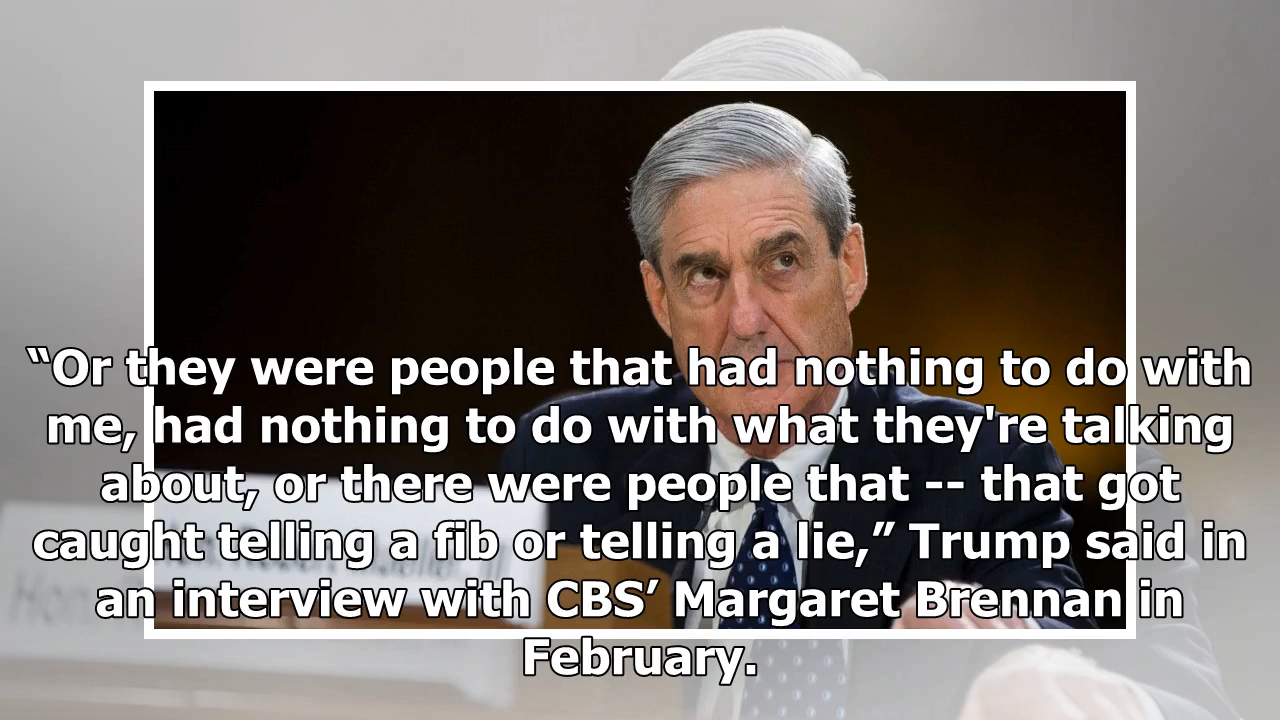 “Or they were people that had nothing to do with
me, had nothing to do with what they're talking
about, or there were people that -- that got
caught telling a fib or telling a lie,” Trump said in
an interview with CBS’ Margaret Brennan in
February.